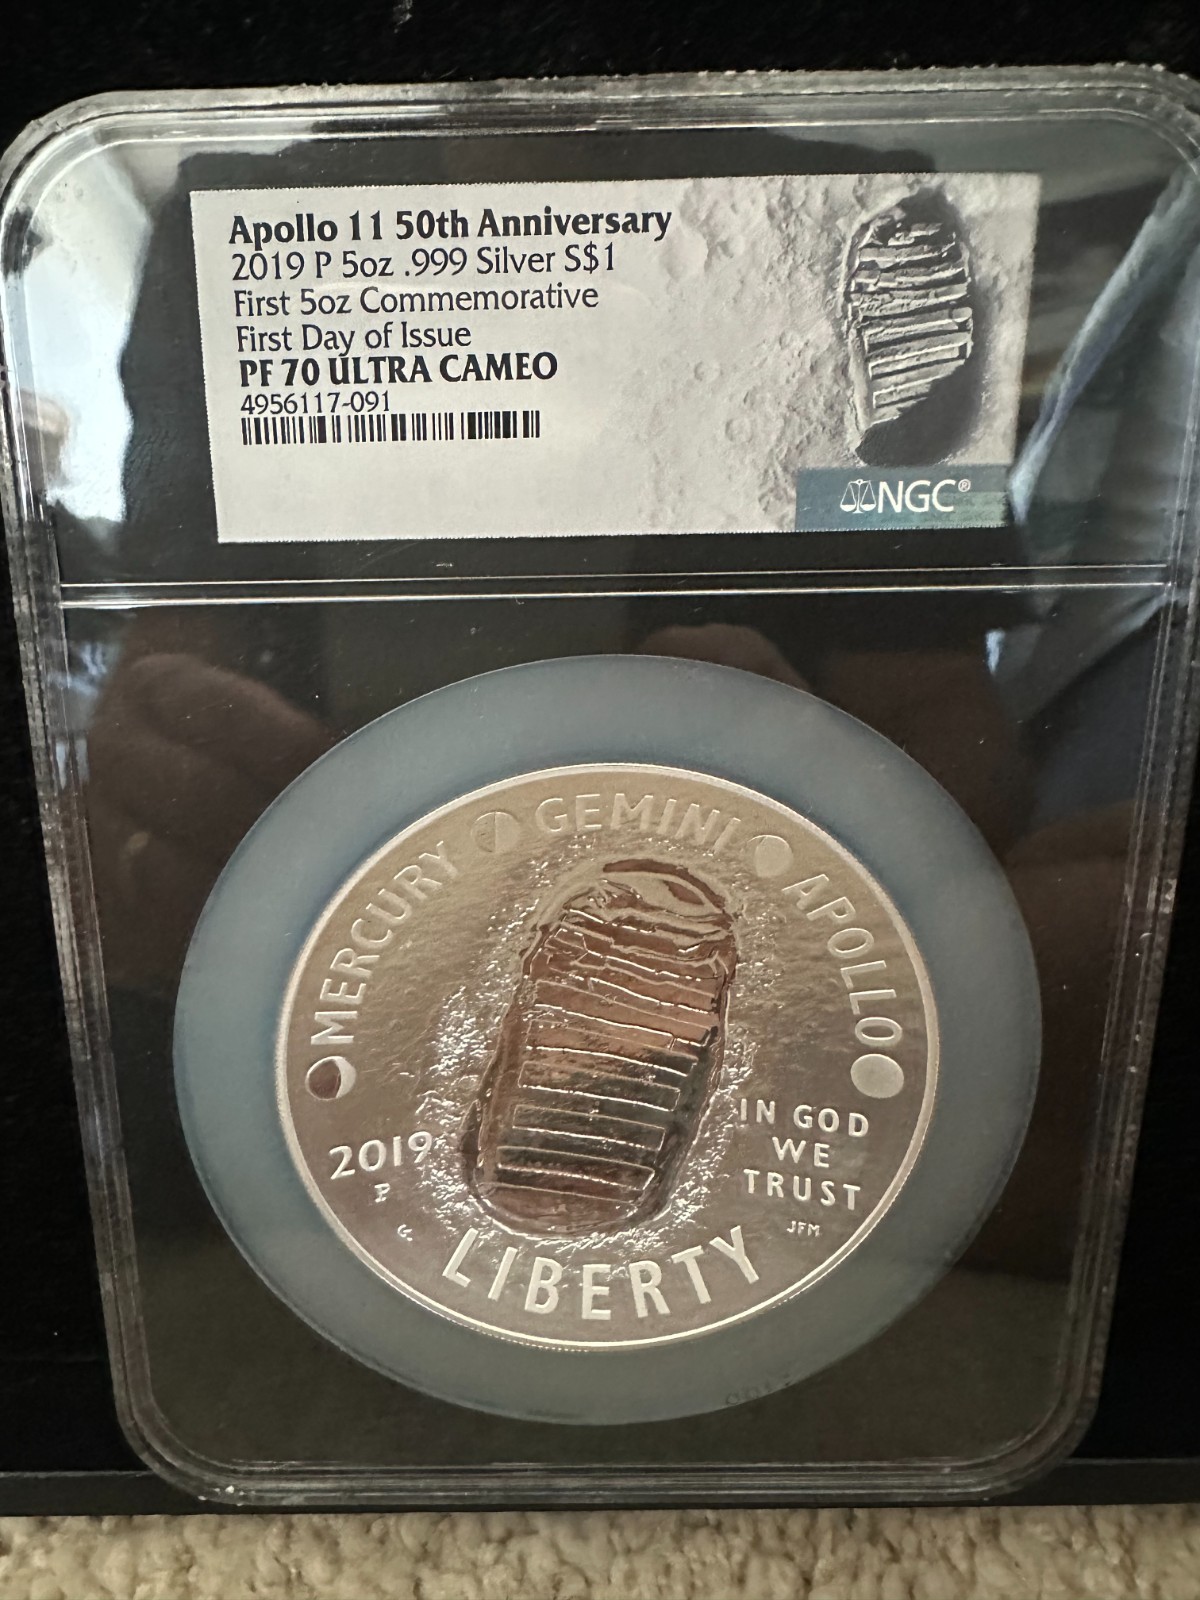 Apollo 11 50th Anniversary
2019 P 5oz .999 Silver S$1
First 5oz Commemorative
First Day of Issue
PF 70 ULTRA CAMEO
4956117-091
NGC®
MERCURY
GEMINI
APOLLO
2019
P
IN GOD
WE
TRUST
JFM
LIBERTY